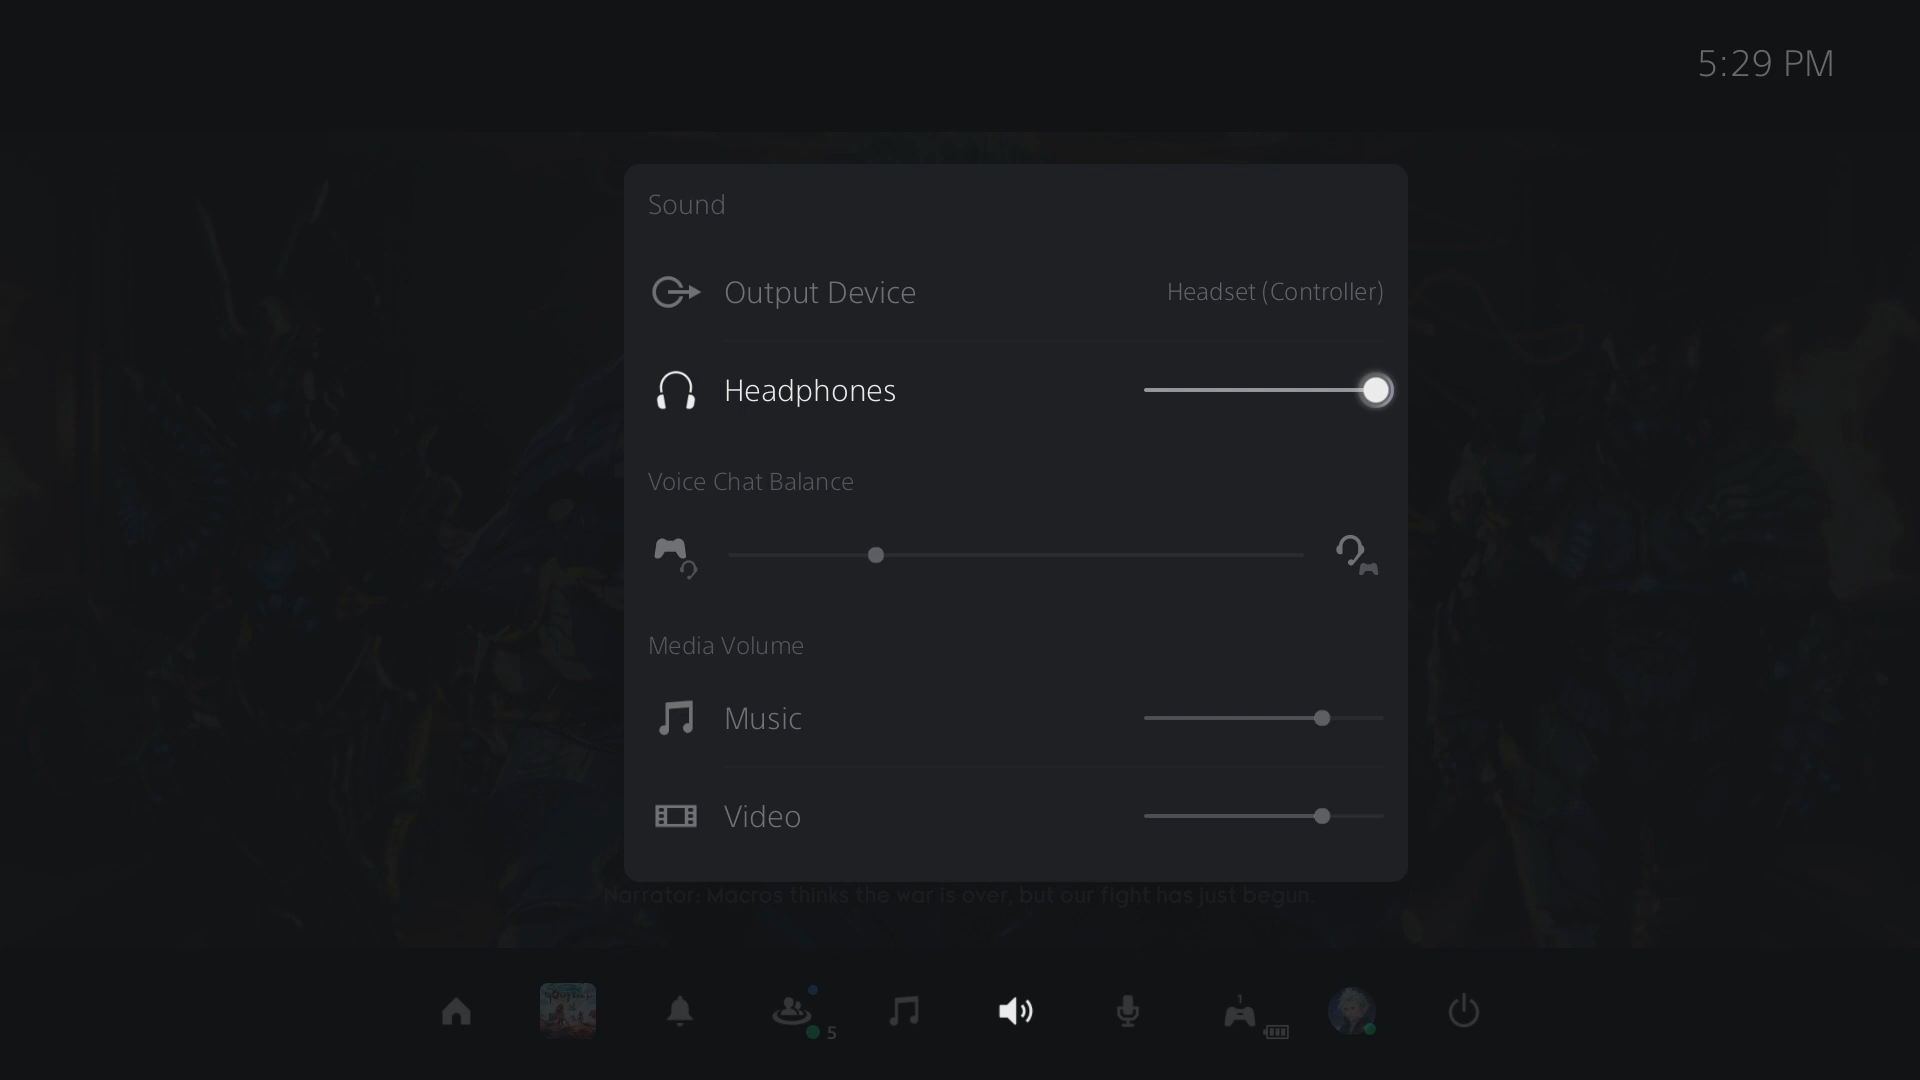 5:29 PM
Sound
Output Device Headset (Controller)
Headphones
Voice Chat Balance
Media Volume
Music
Video
Narrator: Macros thinks the war is over, but our fight has just begun.
5
1